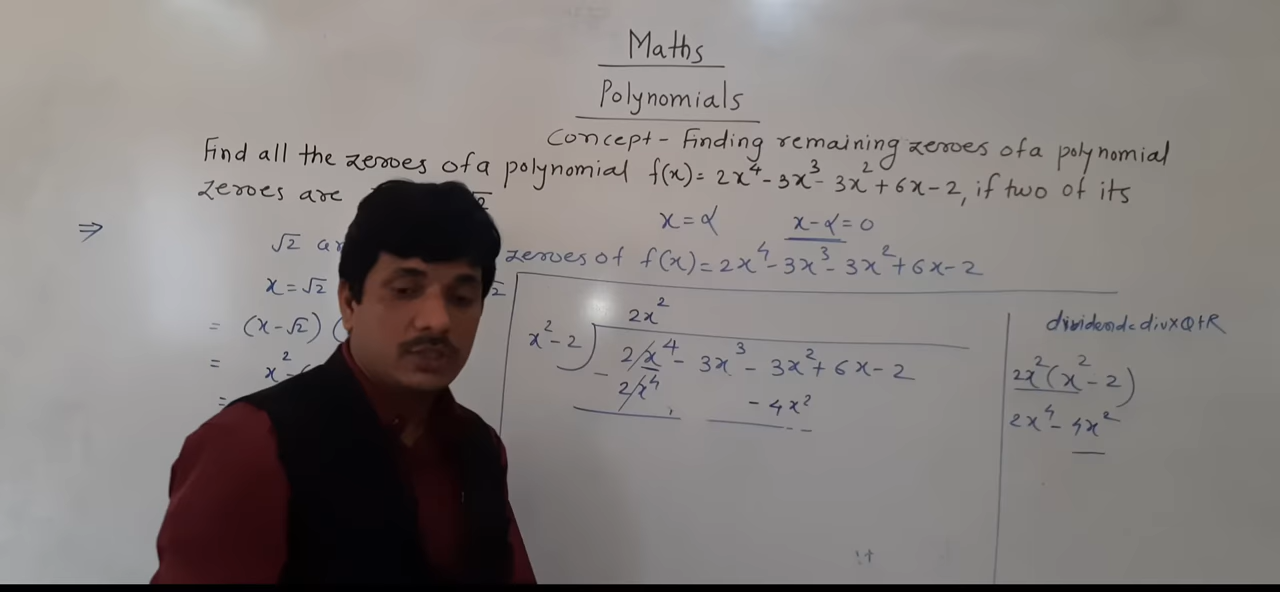 Maths
Polynomials
Concept - Finding remaining zeroes of a polynomial
Find all the zeroes of a polynomial f(x) = 2x⁴ - 3x³ - 3x² + 6x - 2, if two of its
zeroes are
x = α x - α = 0
⇒ √2 zeroes of f(x) = 2x⁴ - 3x³ - 3x² + 6x - 2
x = √2
= (x - √2) (
= x² -
=
2x²
x² - 2 ) 2x⁴ - 3x³ - 3x² + 6x - 2
- 2x⁴ - 4x²
dividend = div × Q + R
2x² (x² - 2)
2x⁴ - 4x²